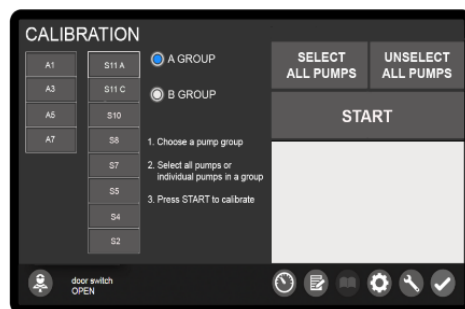 CALIBRATION
A1
A3
A5
A7
S11 A
S11 C
S10
S8
S7
S5
S4
S2
A GROUP
B GROUP
1. Choose a pump group
2. Select all pumps or
individual pumps in a group
3. Press START to calibrate
SELECT
ALL PUMPS
UNSELECT
ALL PUMPS
START
door switch
OPEN